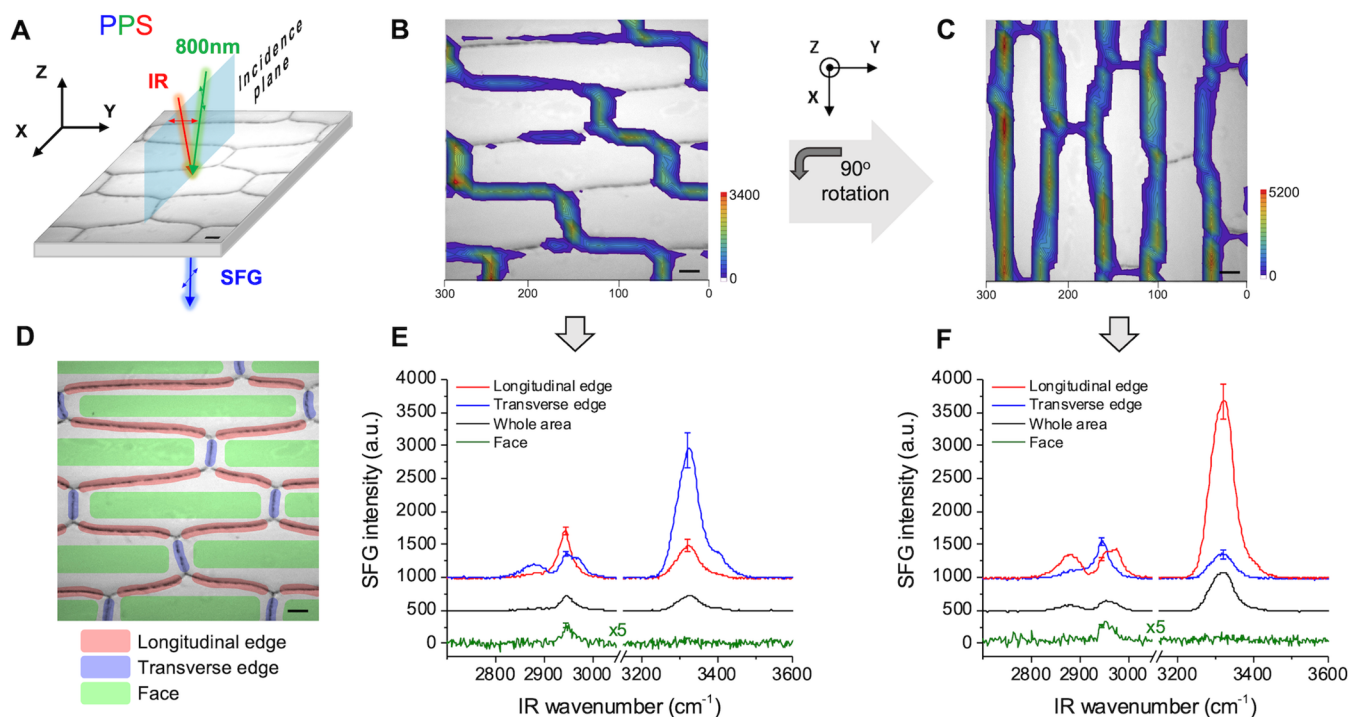 A
PPS
800nm
IR
Incidence
plane
Z
X
Y
SFG
B
3400
0
300
200
100
0
Z
Y
X
90°
rotation
C
5200
0
300
200
100
0
D
Longitudinal edge
Transverse edge
Face
E
Longitudinal edge
Transverse edge
Whole area
Face
4000
3500
3000
2500
2000
1500
1000
500
0
x5
2800
2900
3000
3200
3400
3600
SFG intensity (a.u.)
IR wavenumber (cm⁻¹)
F
Longitudinal edge
Transverse edge
Whole area
Face
4000
3500
3000
2500
2000
1500
1000
500
0
x5
2800
2900
3000
3200
3400
3600
SFG intensity (a.u.)
IR wavenumber (cm⁻¹)